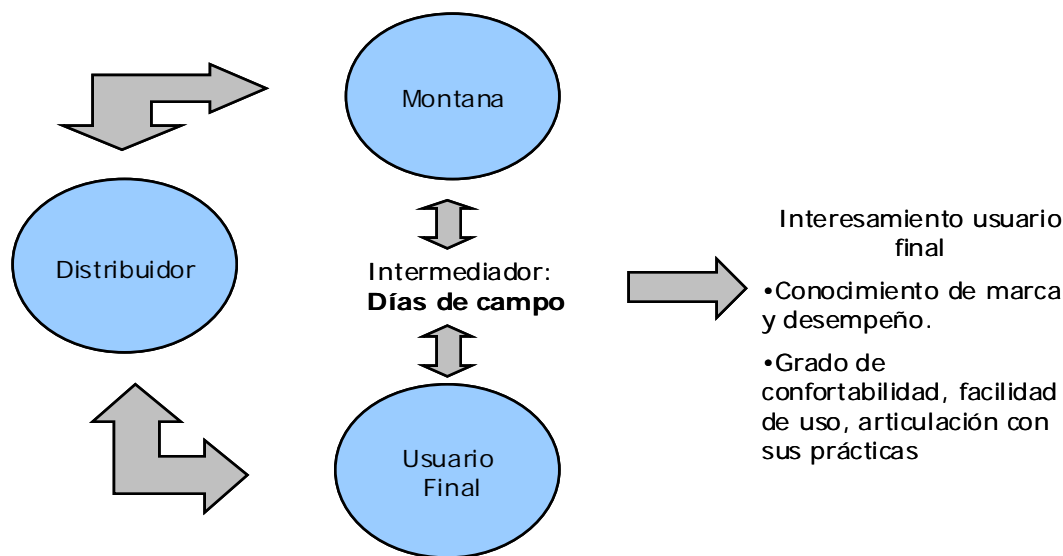 Montana
Distribuidor
Intermediador:
Días de campo
Usuario
Final
Interesamiento usuario
final
•Conocimiento de marca
y desempeño.
•Grado de
confortabilidad, facilidad
de uso, articulación con
sus prácticas